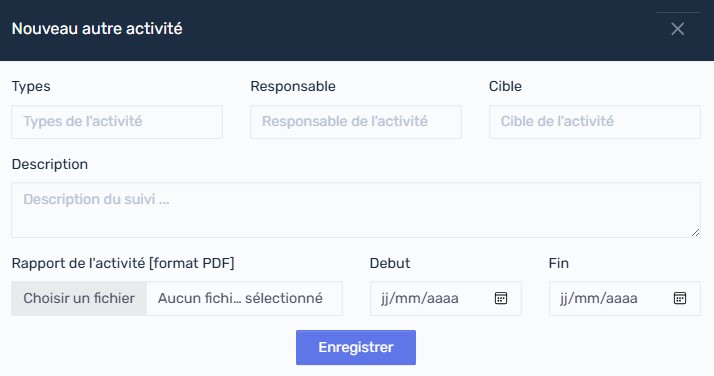 Nouveau autre activité
Types Responsable Cible
Types de l'activité Responsable de l'activité Cible de l'activité
Description
Description du suivi ...
Rapport de l'activité [format PDF] Debut Fin
Choisir un fichier Aucun fichi... sélectionné jj/mm/aaaa jj/mm/aaaa
Enregistrer